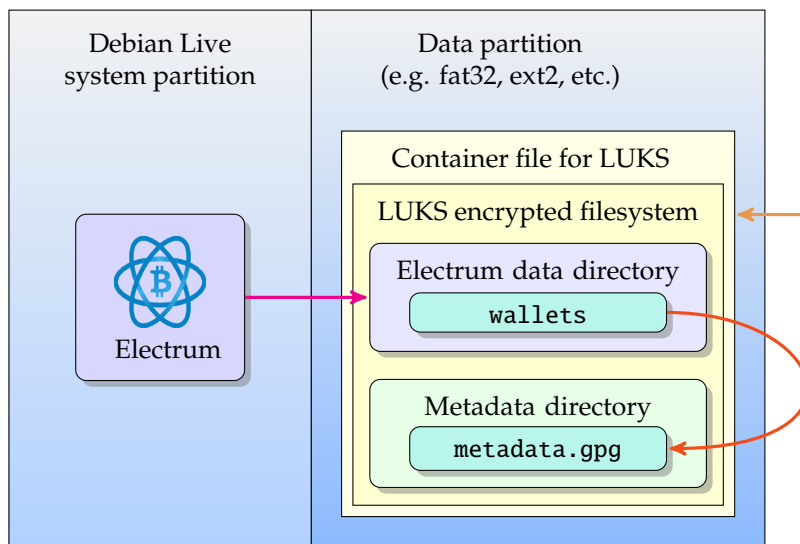 Debian Live
system partition
Data partition
(e.g. fat32, ext2, etc.)
Container file for LUKS
LUKS encrypted filesystem
Electrum
Electrum data directory
wallets
Metadata directory
metadata.gpg